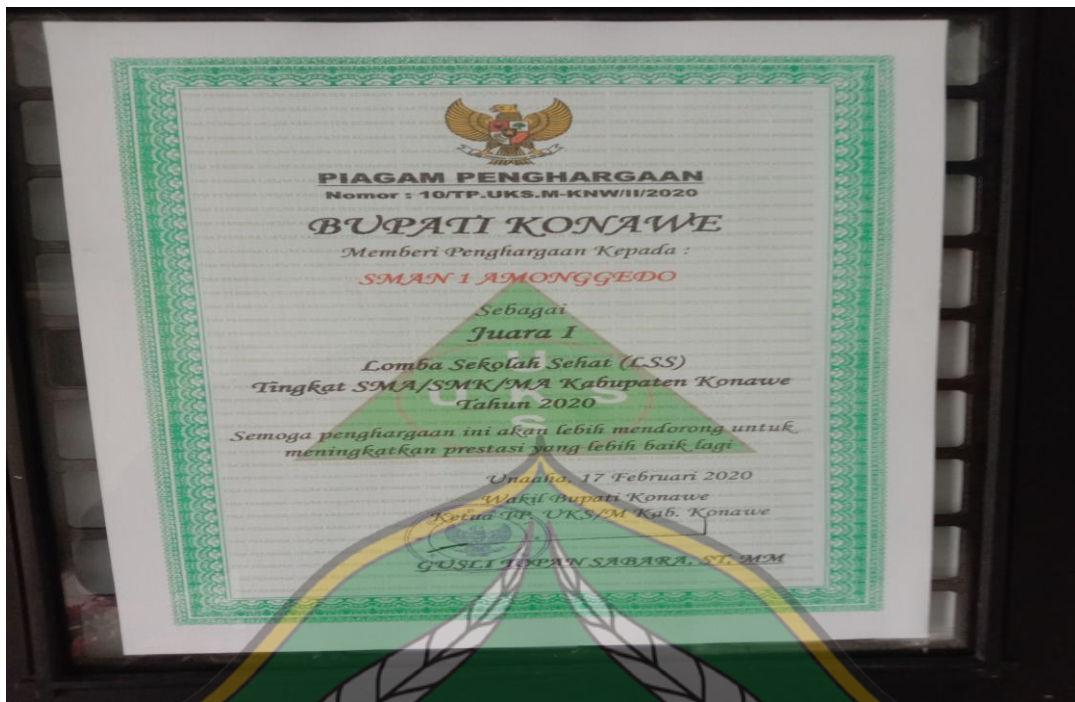 PIAGAM PENGHARGAAN
Nomor : 10/TP.UKS.M-KNW/II/2020
BUPATI KONAWE
Memberi Penghargaan Kepada :
SMAN 1 AMONGGEDO
Sebagai
Juara I
Lomba Sekolah Sehat (LSS)
Tingkat SMA/SMK/MA Kabupaten Konawe
Tahun 2020
Semoga penghargaan ini akan lebih mendorong untuk
meningkatkan prestasi yang lebih baik lagi
Unaaha, 17 Februari 2020
Wakil Bupati Konawe
Ketua TP. UKS/M Kab. Konawe
GUSLI TOPAN SABARA, ST, MM
U
UKS
S